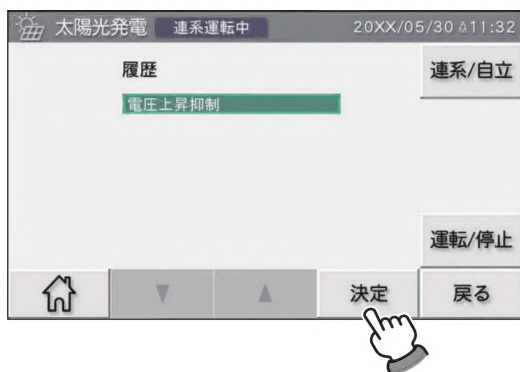 太陽光発電 連系運転中 20XX/05/30 A11:32
履歴
連系/自立
電圧上昇抑制
運転/停止
▼ ▲ 決定 戻る